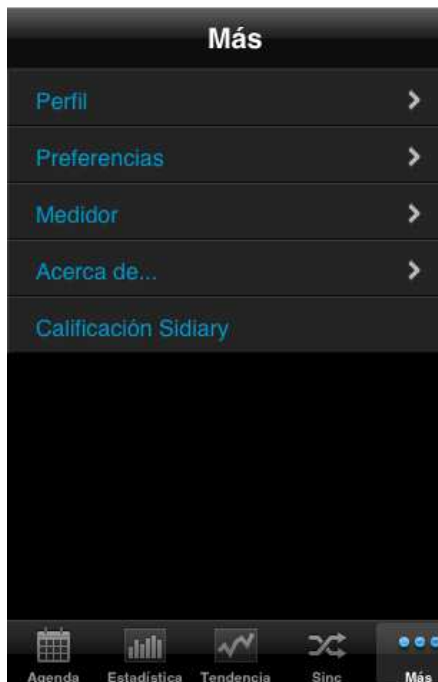 Más
Perfil
Preferencias
Medidor
Acerca de...
Calificación Sidiary
Agenda Estadística Tendencia Sinc Más